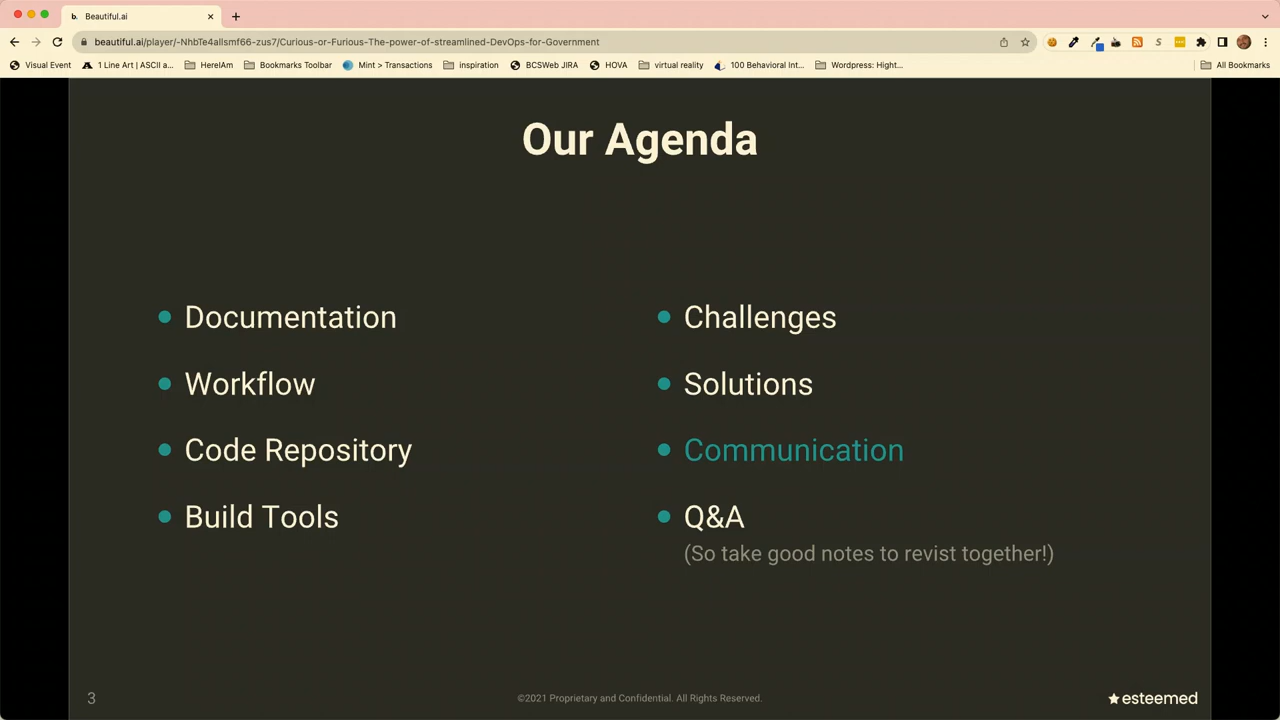 b. Beautiful.ai
beautiful.ai/player/-NhbTe4aIlsmf66-zus7/Curious-or-Furious-The-power-of-streamlined-DevOps-for-Government
Visual Event
1 Line Art | ASCII a...
HereIAm
Bookmarks Toolbar
Mint > Transactions
inspiration
BCSWeb JIRA
HOVA
virtual reality
100 Behavioral Int...
Wordpress: Hight...
All Bookmarks
Our Agenda
Documentation
Workflow
Code Repository
Build Tools
Challenges
Solutions
Communication
Q&A
(So take good notes to revist together!)
3
©2021 Proprietary and Confidential. All Rights Reserved.
esteemed